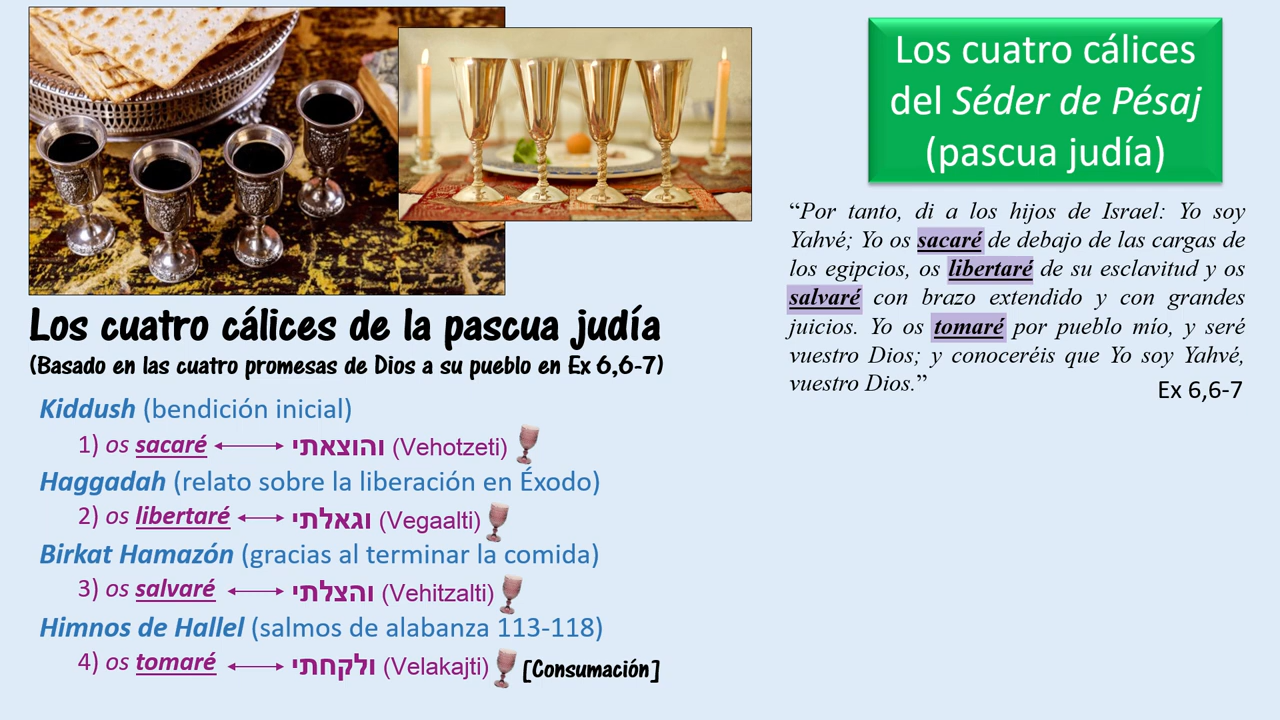 Los cuatro cálices
del Séder de Pésaj
(pascua judía)
“Por tanto, di a los hijos de Israel: Yo soy
Yahvé; Yo os sacaré de debajo de las cargas de
los egipcios, os libertaré de su esclavitud y os
salvaré con brazo extendido y con grandes
juicios. Yo os tomaré por pueblo mío, y seré
vuestro Dios; y conoceréis que Yo soy Yahvé,
vuestro Dios.”
Ex 6,6-7
Los cuatro cálices de la pascua judía
(Basado en las cuatro promesas de Dios a su pueblo en Ex 6,6-7)
Kiddush (bendición inicial)
1) os sacaré ⟷ והוצאתי (Vehotzeti)
Haggadah (relato sobre la liberación en Éxodo)
2) os libertaré ⟷ וגאלתי (Vegaalti)
Birkat Hamazón (gracias al terminar la comida)
3) os salvaré ⟷ והצלתי (Vehitzalti)
Himnos de Hallel (salmos de alabanza 113-118)
4) os tomaré ⟷ ולקחתי (Velakajti) [Consumación]